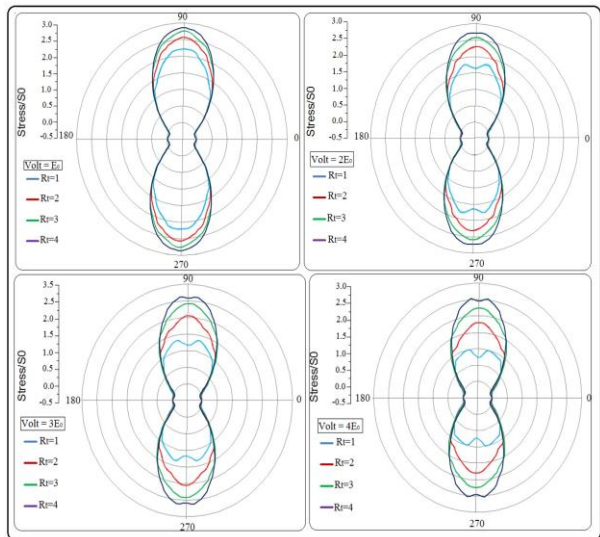 90
3.0
2.5
2.0
1.5
1.0
0.5
0.0
-0.5
Stress/S0
180
0
Volt = E₀
Rt=1
Rt=2
Rt=3
Rt=4
270
90
3.0
2.5
2.0
1.5
1.0
0.5
0.0
-0.5
Stress/S0
180
0
Volt = 2E₀
Rt=1
Rt=2
Rt=3
Rt=4
270
90
3.5
3.0
2.5
2.0
1.5
1.0
0.5
0.0
-0.5
Stress/S0
180
0
Volt = 3E₀
Rt=1
Rt=2
Rt=3
Rt=4
270
90
3.0
2.5
2.0
1.5
1.0
0.5
0.0
-0.5
Stress/S0
180
0
Volt = 4E₀
Rt=1
Rt=2
Rt=3
Rt=4
270